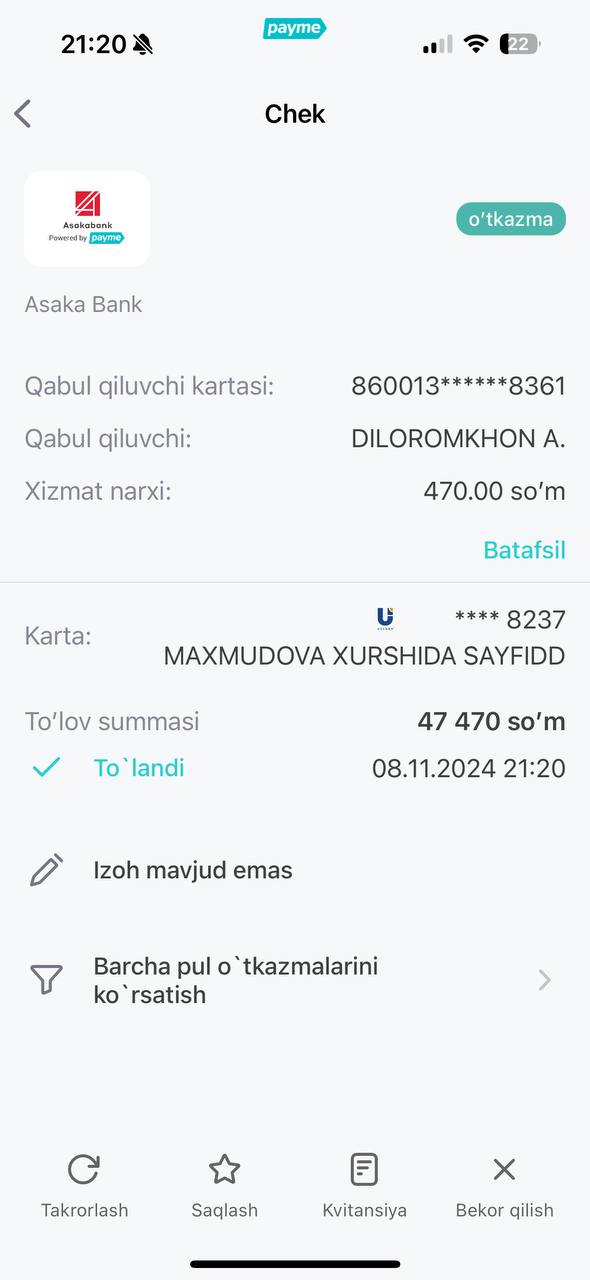 21:20
payme
22
Chek
Asakabank
Powered by payme
o‘tkazma
Asaka Bank
Qabul qiluvchi kartasi: 860013******8361
Qabul qiluvchi: DILOROMKHON A.
Xizmat narxi: 470.00 so‘m
Batafsil
Karta: **** 8237
MAXMUDOVA XURSHIDA SAYFIDD
To‘lov summasi 47 470 so‘m
To`landi 08.11.2024 21:20
Izoh mavjud emas
Barcha pul o`tkazmalarini
ko`rsatish
Takrorlash Saqlash Kvitansiya Bekor qilish